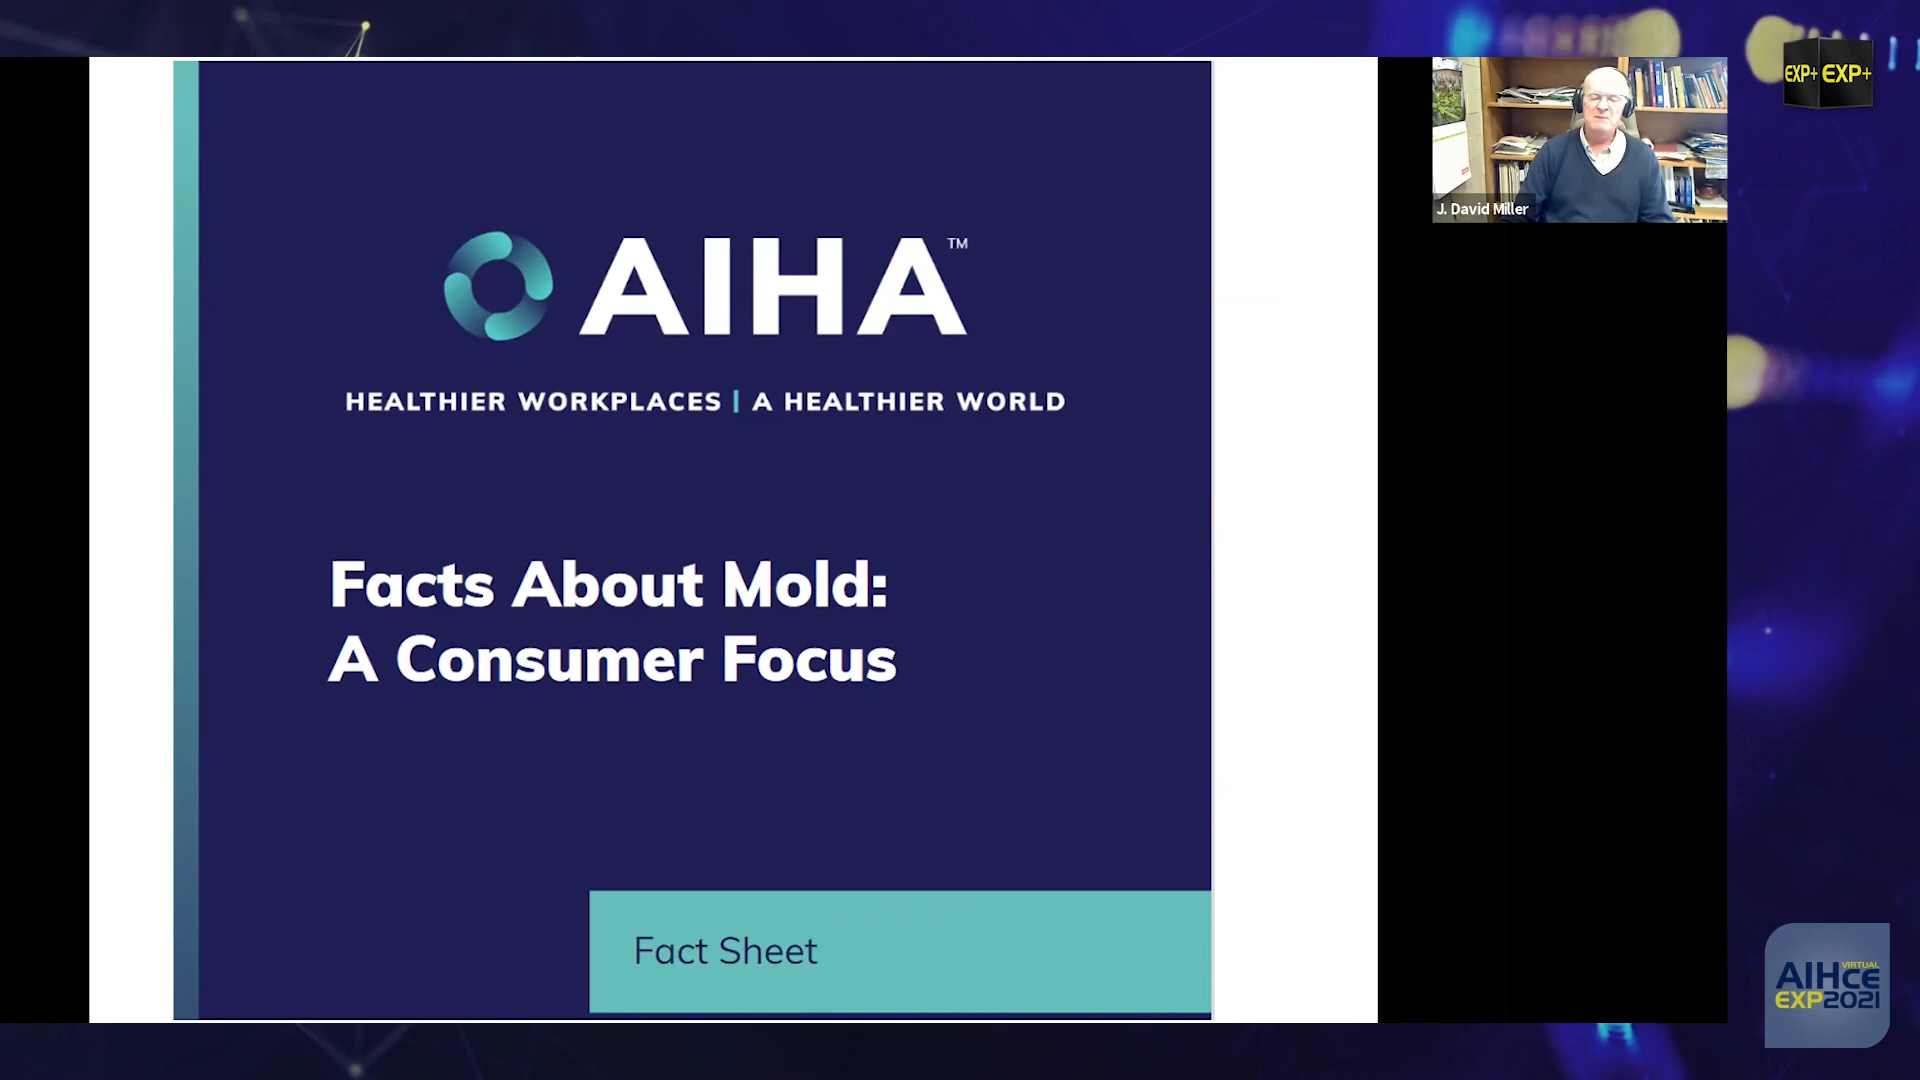 AIHA™
HEALTHIER WORKPLACES | A HEALTHIER WORLD
Facts About Mold:
A Consumer Focus
Fact Sheet
J. David Miller
EXP+ EXP+
AIHce VIRTUAL
EXP2021